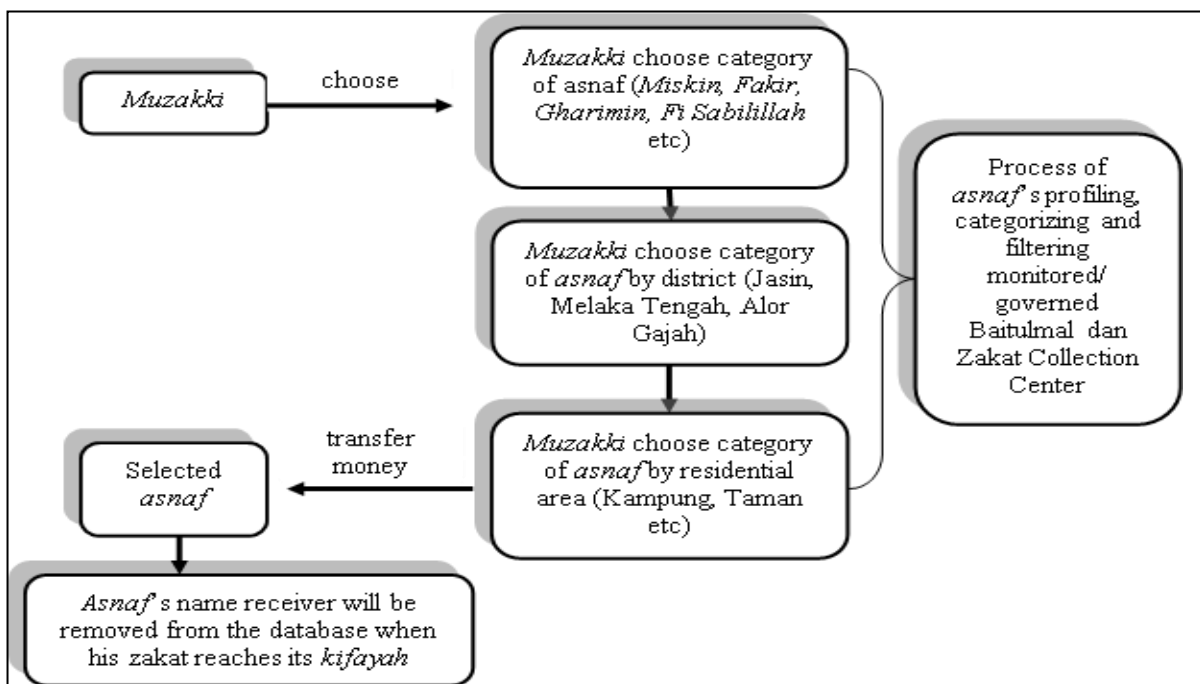 Muzakki
choose
Muzakki choose category
of asnaf (Miskin, Fakir,
Gharimin, Fi Sabilillah
etc)
Muzakki choose category
of asnaf by district (Jasin,
Melaka Tengah, Alor
Gajah)
Muzakki choose category
of asnaf by residential
area (Kampung, Taman
etc)
Process of
asnaf's profiling,
categorizing and
filtering
monitored/
governed
Baitulmal dan
Zakat Collection
Center
transfer
money
Selected
asnaf
Asnaf's name receiver will be
removed from the database when
his zakat reaches its kifayah